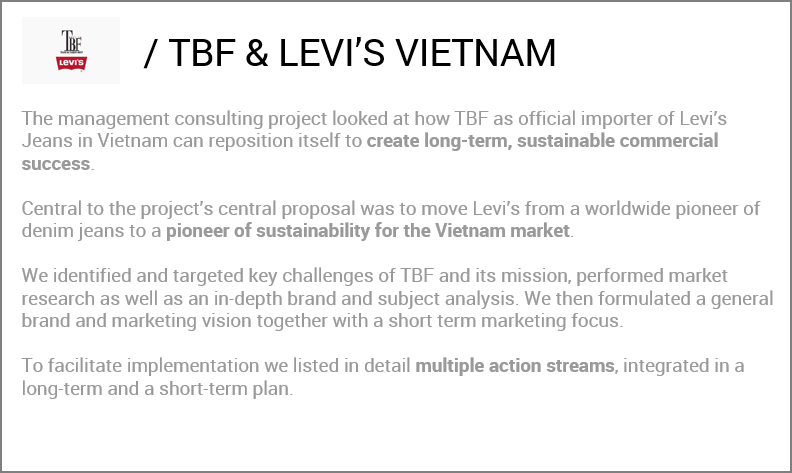 TBF
LEVI'S
/ TBF & LEVI’S VIETNAM
The management consulting project looked at how TBF as official importer of Levi’s
Jeans in Vietnam can reposition itself to create long-term, sustainable commercial
success.
Central to the project’s central proposal was to move Levi’s from a worldwide pioneer of
denim jeans to a pioneer of sustainability for the Vietnam market.
We identified and targeted key challenges of TBF and its mission, performed market
research as well as an in-depth brand and subject analysis. We then formulated a general
brand and marketing vision together with a short term marketing focus.
To facilitate implementation we listed in detail multiple action streams, integrated in a
long-term and a short-term plan.